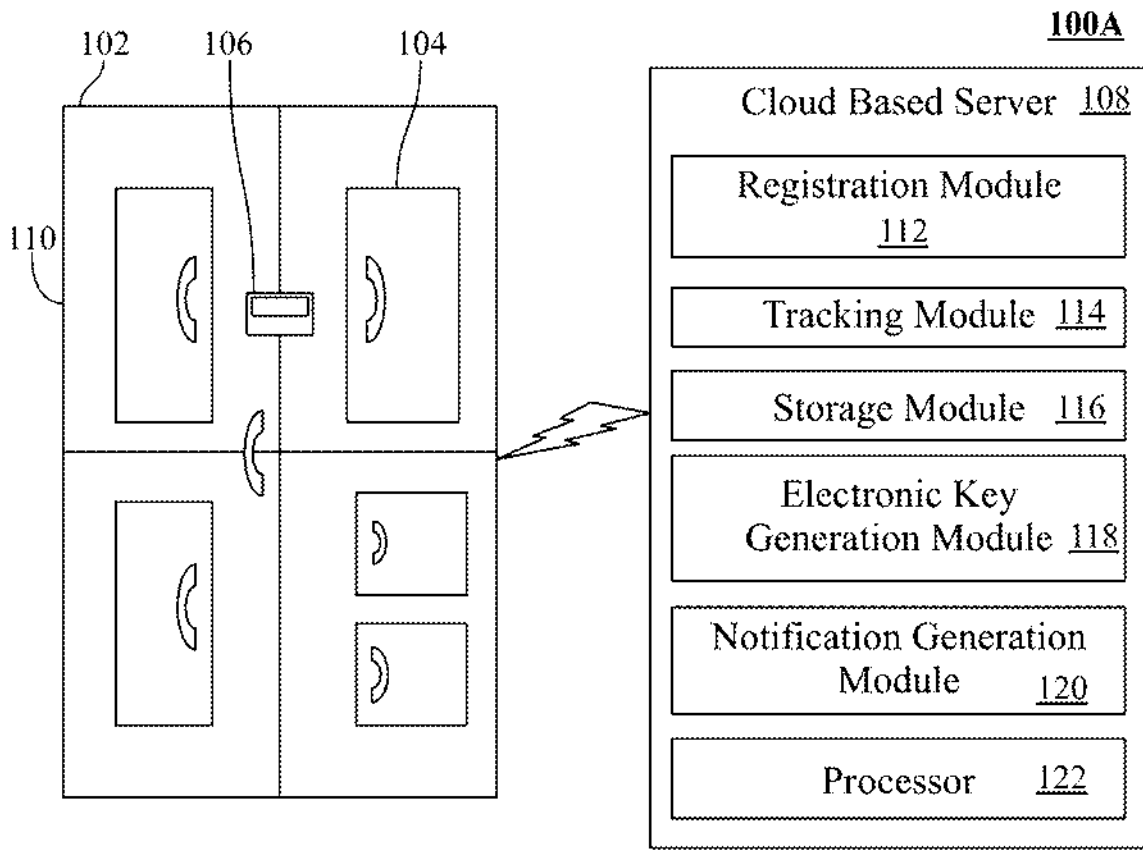 100A
102
106
104
110
Cloud Based Server 108
Registration Module
112
Tracking Module 114
Storage Module 116
Electronic Key
Generation Module 118
Notification Generation
Module 120
Processor 122